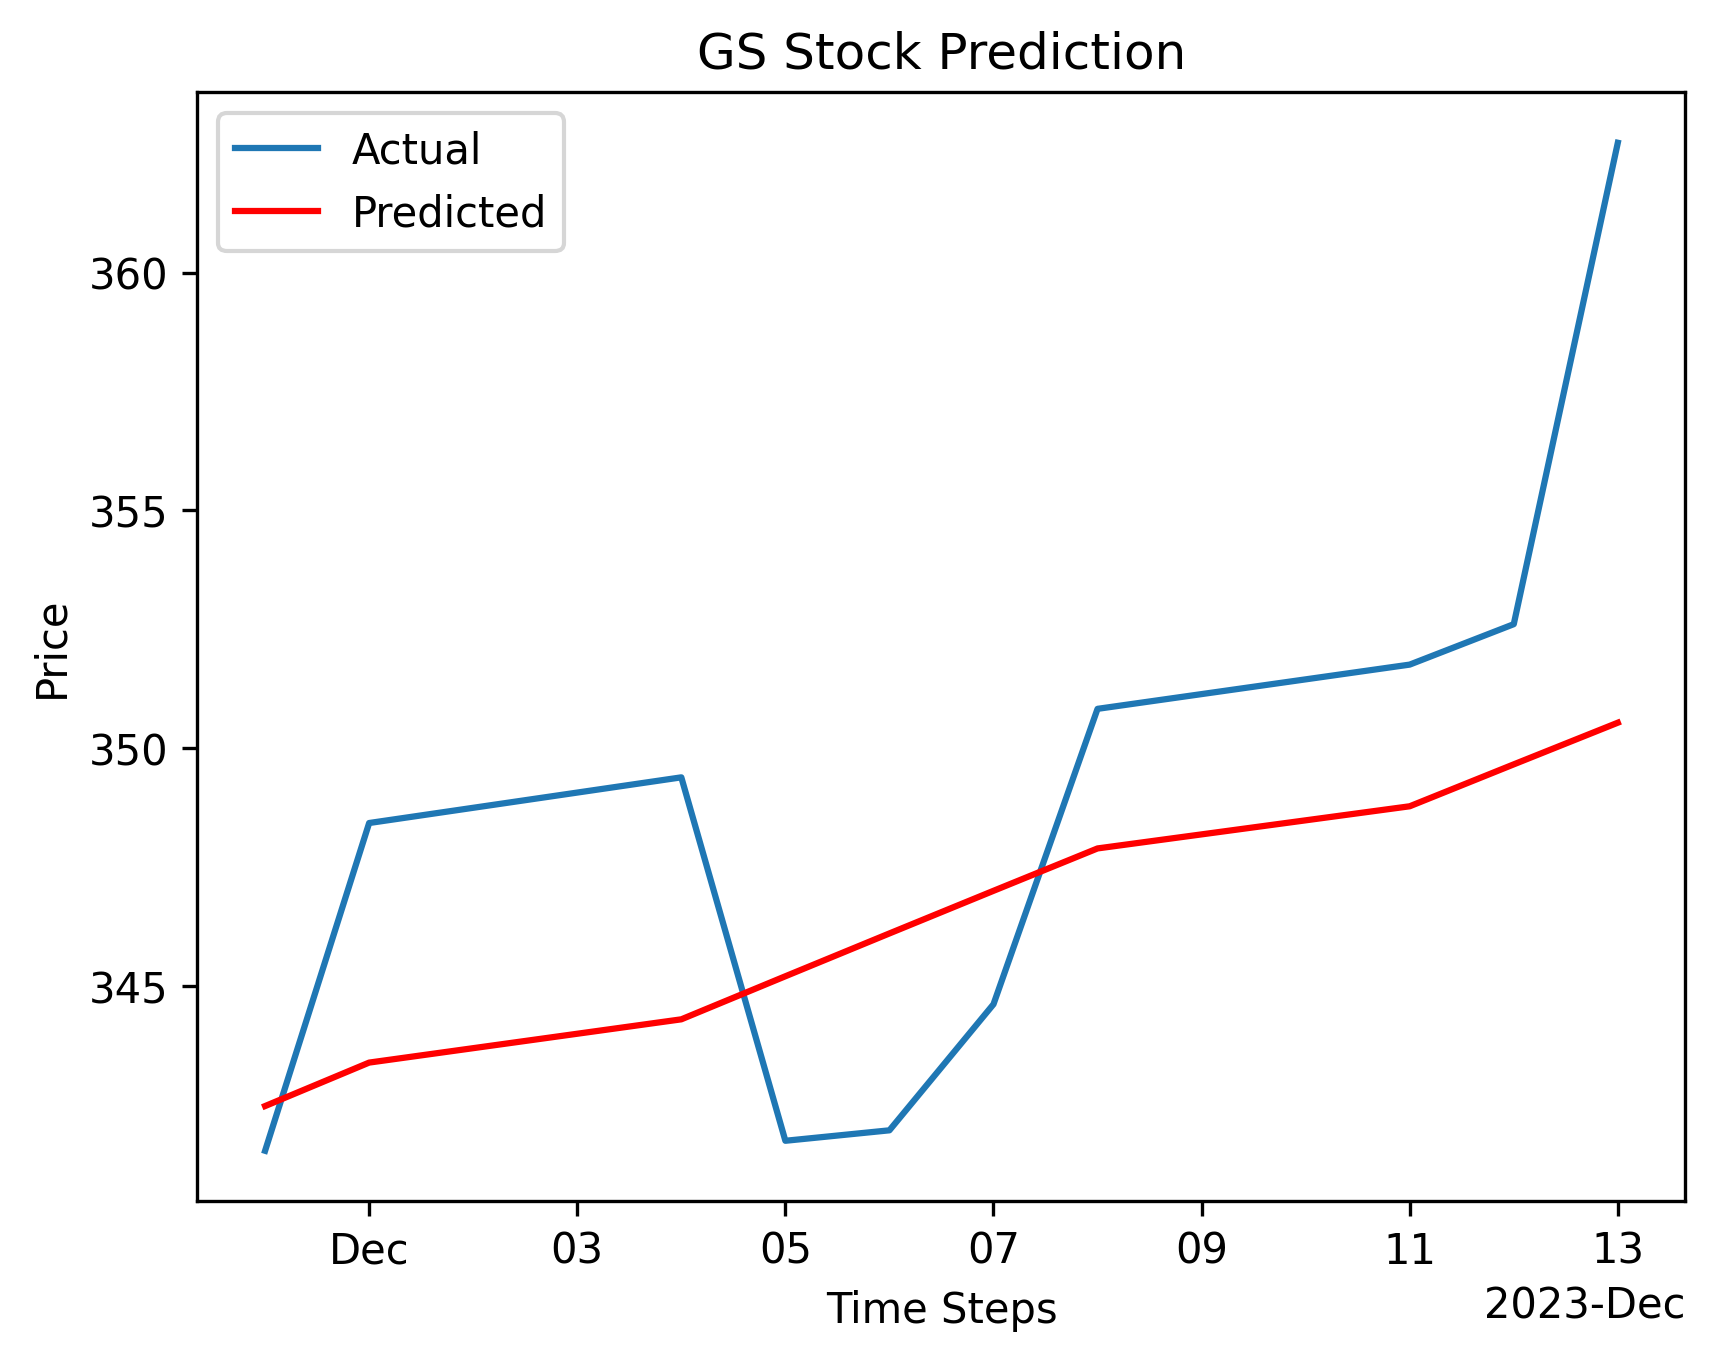 GS Stock Prediction
Actual
Predicted
360
355
350
345
Price
Dec 03 05 07 09 11 13
Time Steps
2023-Dec